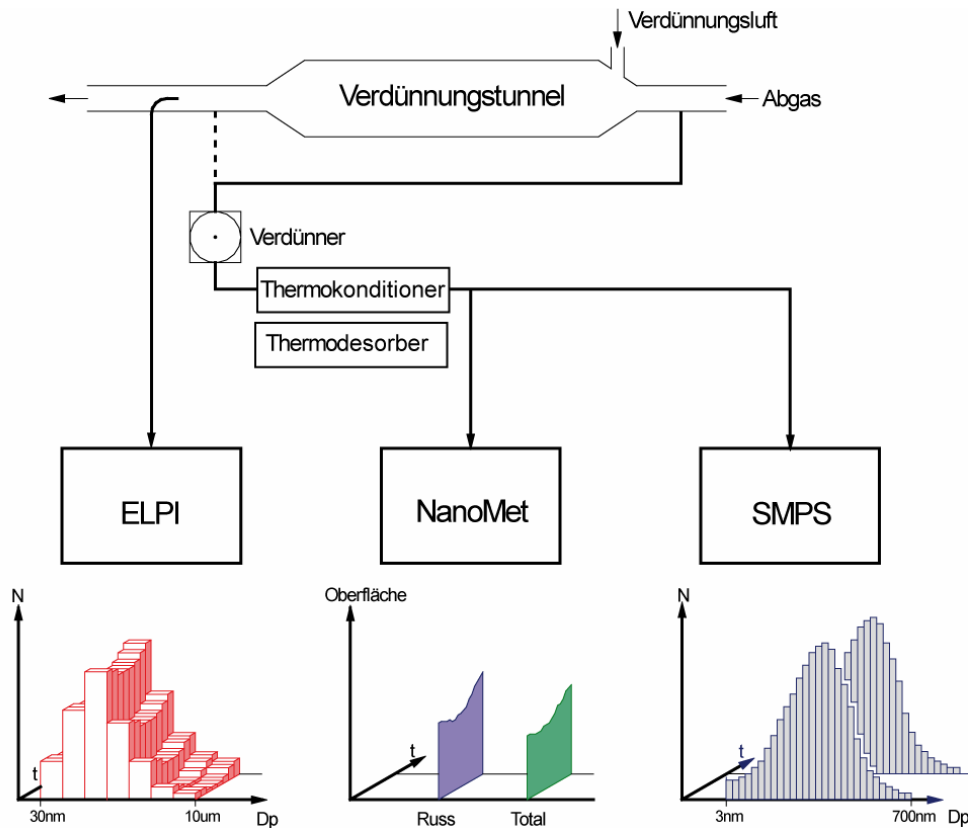 Verdünnungsluft
Verdünnungstunnel
Abgas
Verdünner
Thermokonditioner
Thermodesorber
ELPI
NanoMet
SMPS
N
t
30nm
10um
Dp
Oberfläche
t
Russ
Total
N
t
3nm
700nm
Dp